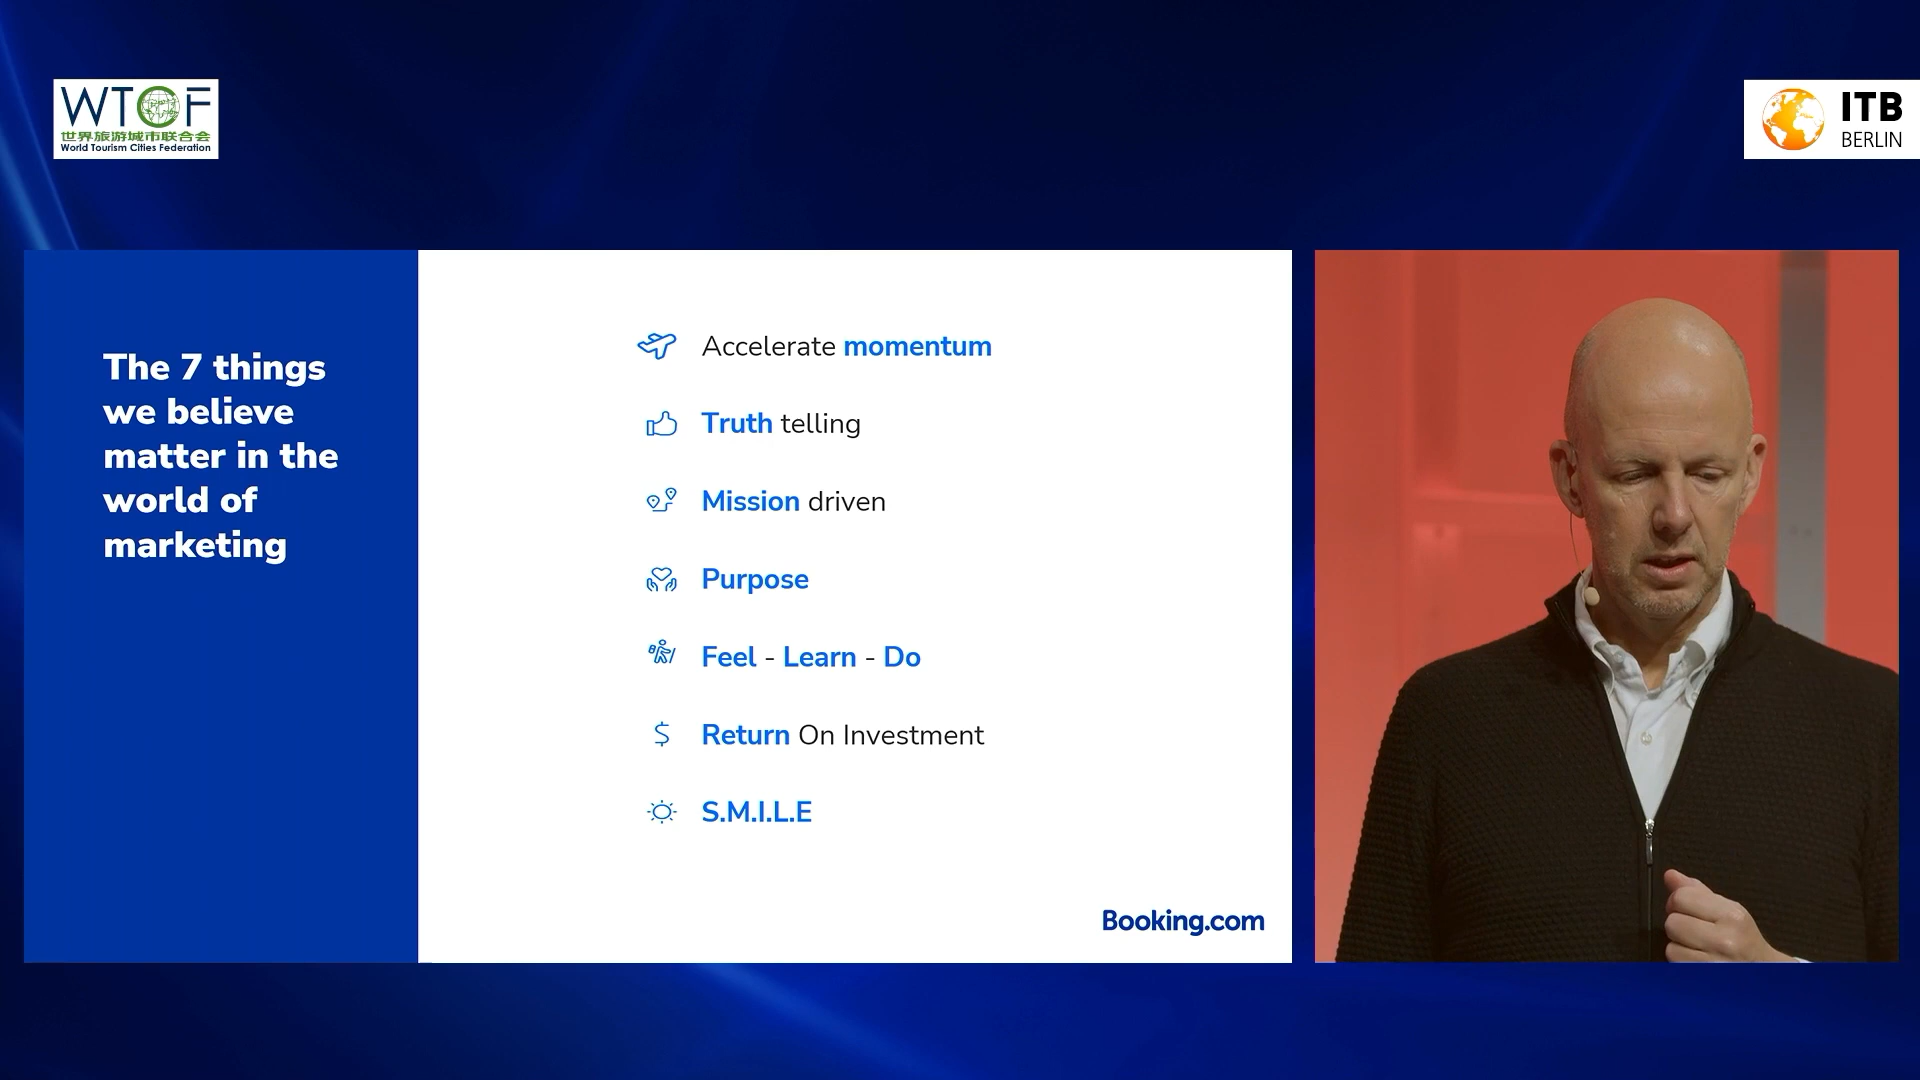 WTCF
世界旅游城市联合会
World Tourism Cities Federation
ITB
BERLIN
The 7 things
we believe
matter in the
world of
marketing
Accelerate momentum
Truth telling
Mission driven
Purpose
Feel - Learn - Do
Return On Investment
S.M.I.L.E
Booking.com